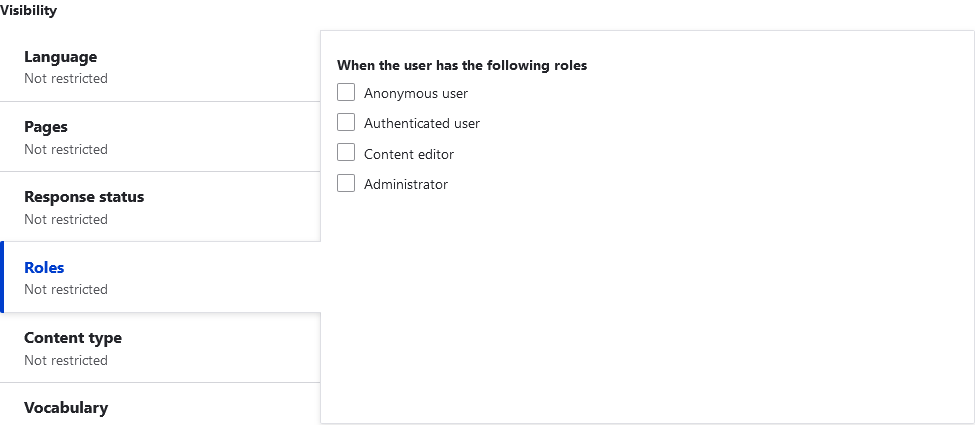 Visibility
Language
Not restricted
Pages
Not restricted
Response status
Not restricted
Roles
Not restricted
Content type
Not restricted
Vocabulary
When the user has the following roles
Anonymous user
Authenticated user
Content editor
Administrator